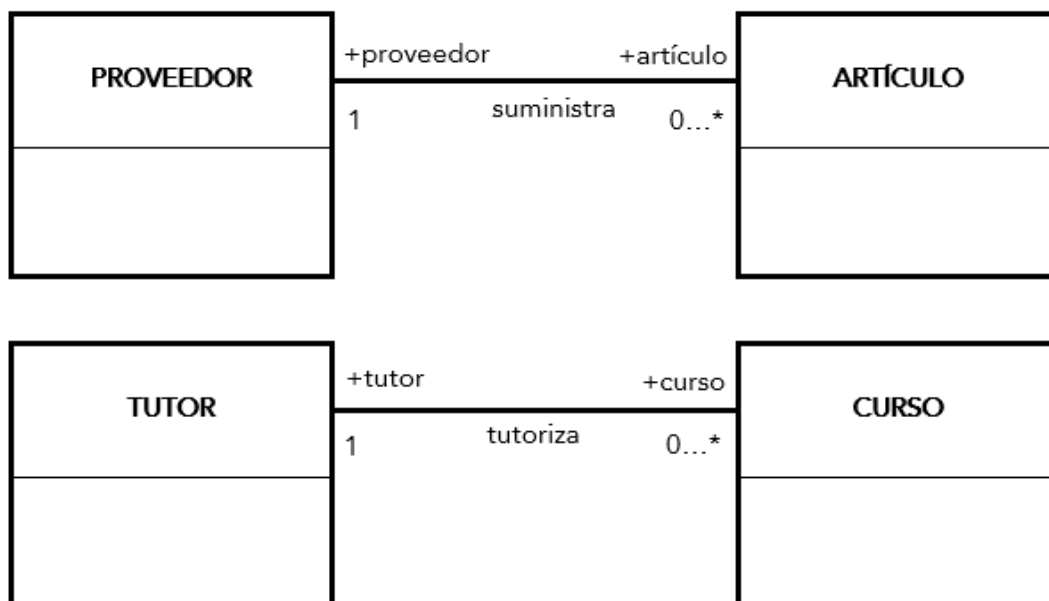 PROVEEDOR
+proveedor
+artículo
ARTÍCULO
1
suministra
0...*
TUTOR
+tutor
+curso
CURSO
1
tutoriza
0...*